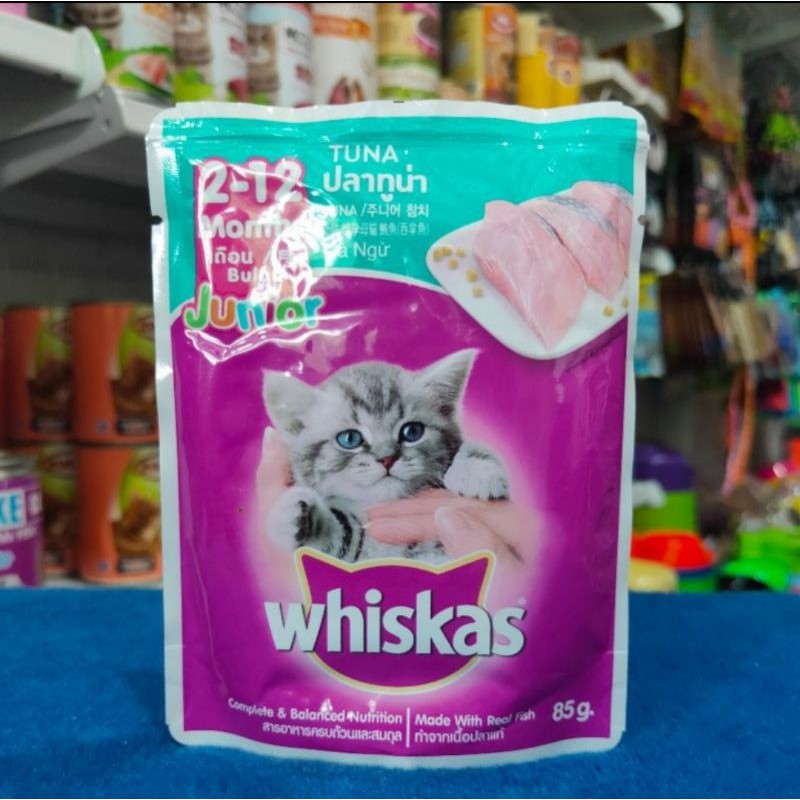 2-12
Month
เดือน
Junior
TUNA
ปลาทูน่า
/주니어 참치
Ngừ
whiskas
Complete & Balanced Nutrition
สารอาหารครบถ้วนและสมดุล
Made With Real Fish
ทำจากเนื้อปลาแท้
85g.